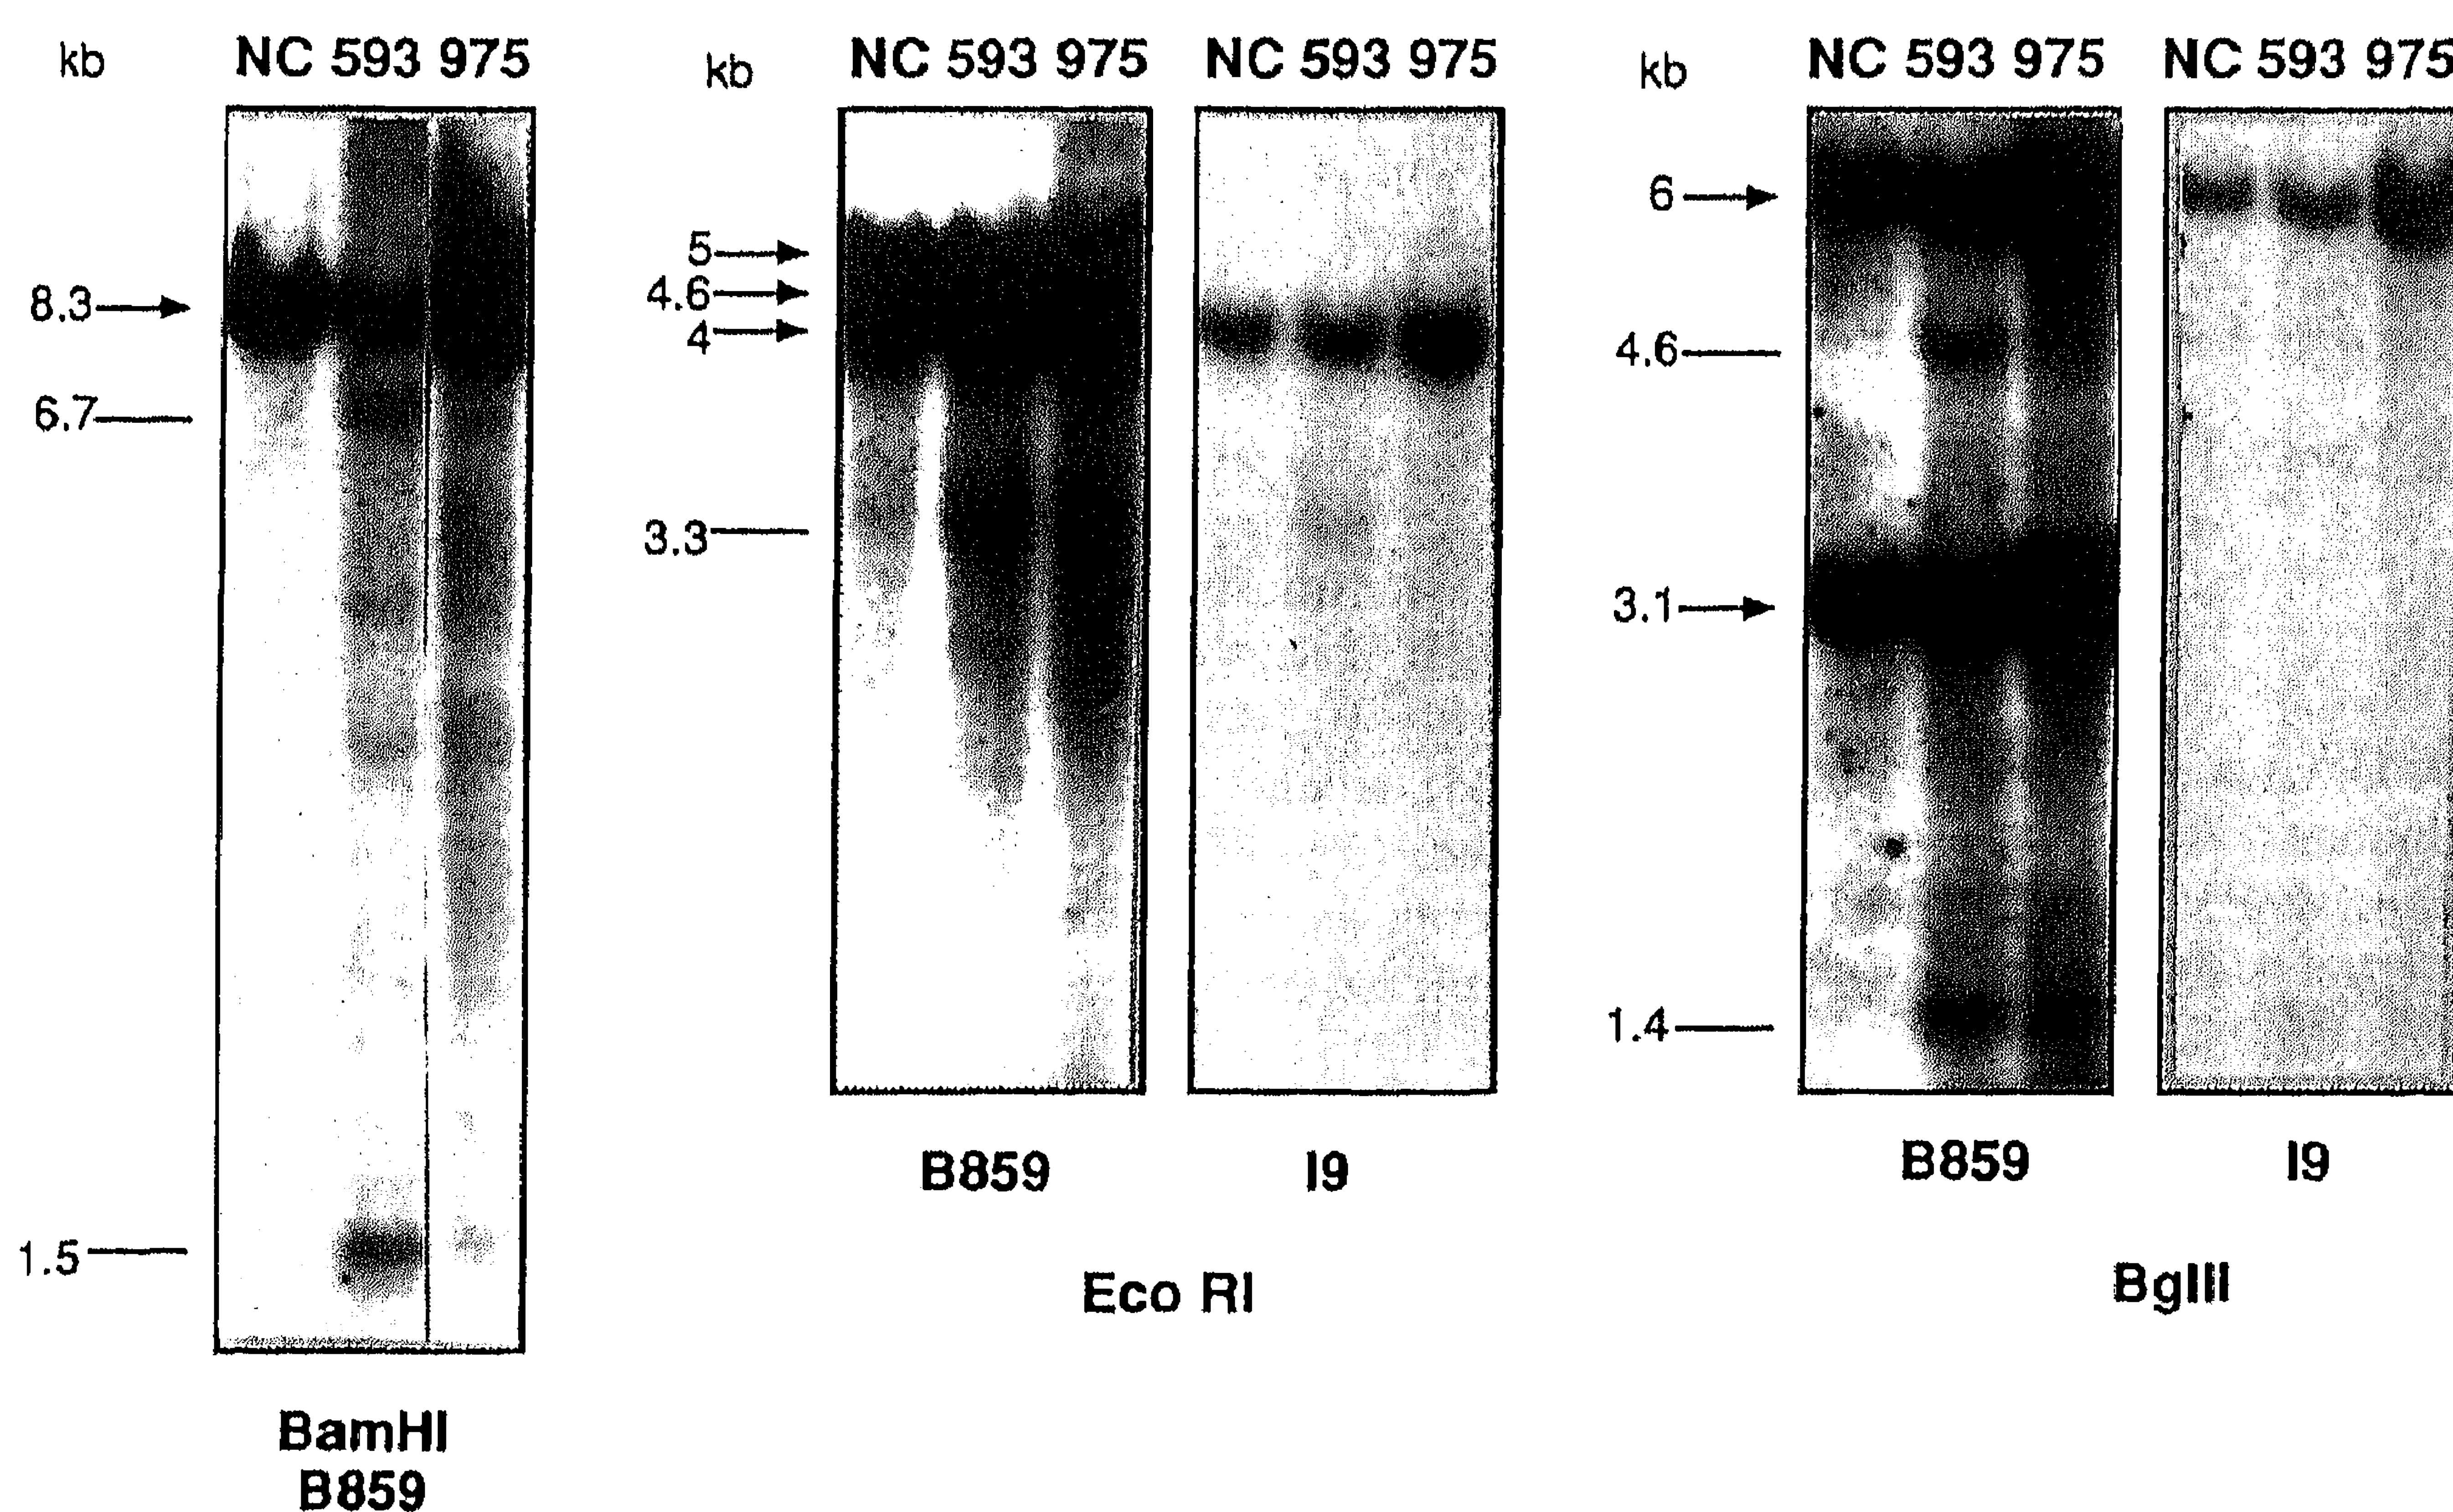 kb NC 593 975
8.3
6.7
1.5
BamHI
B859
kb NC 593 975 NC 593 975
5
4.6
4
3.3
B859 I9
Eco RI
kb NC 593 975 NC 593 975
6
4.6
3.1
1.4
B859 I9
BglII